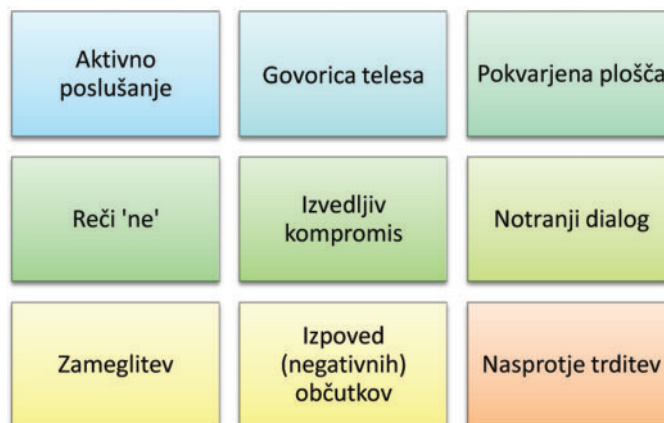 Aktivno
poslušanje
Govorica telesa
Pokvarjena plošča
Reči 'ne'
Izvedljiv
kompromis
Notranji dialog
Zameglitev
Izpoved
(negativnih)
občutkov
Nasprotje trditev